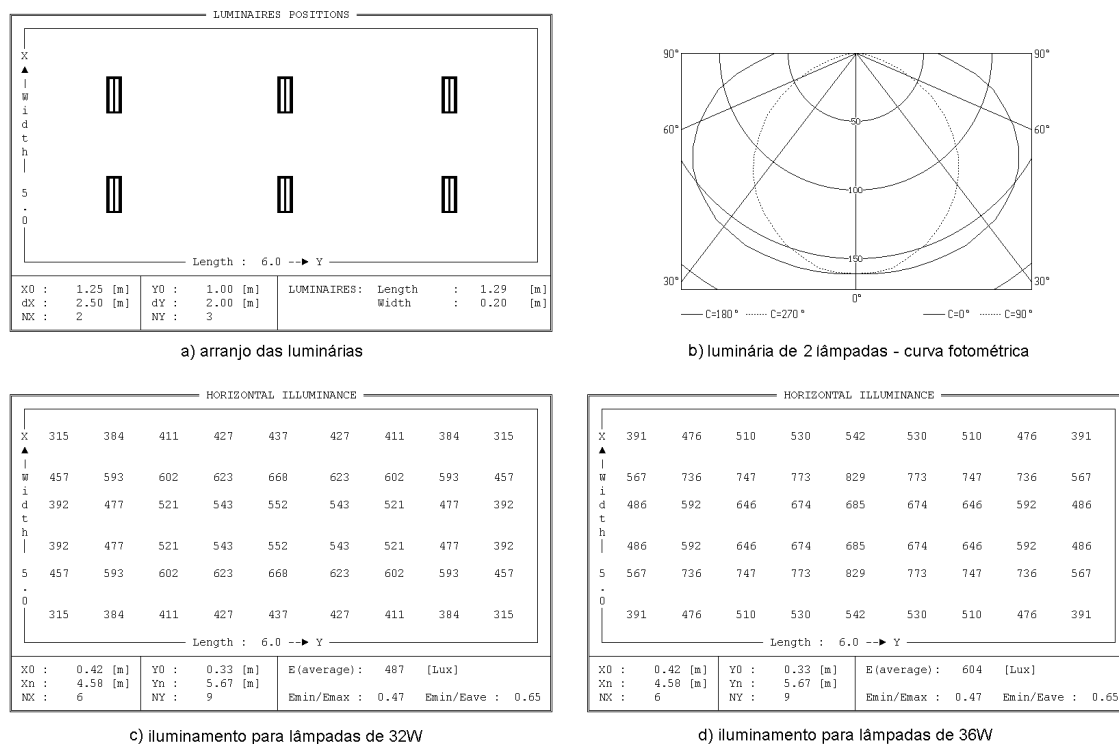 LUMINAIRES POSITIONS
X
▲
|
W
i
d
t
h
|
5
.
0
Length : 6.0 --► Y
X0 : 1.25 [m]
dX : 2.50 [m]
NX : 2
Y0 : 1.00 [m]
dY : 2.00 [m]
NY : 3
LUMINAIRES: Length : 1.29 [m]
Width : 0.20 [m]
a) arranjo das luminárias
90° 90°
60° 60°
50
100
150
30° 30°
0°
C=180° C=270° C=0° C=90°
b) luminária de 2 lâmpadas - curva fotométrica
HORIZONTAL ILLUMINANCE
X
▲
|
W
i
d
t
h
|
5
.
0
315 384 411 427 437 427 411 384 315
457 593 602 623 668 623 602 593 457
392 477 521 543 552 543 521 477 392
392 477 521 543 552 543 521 477 392
457 593 602 623 668 623 602 593 457
315 384 411 427 437 427 411 384 315
Length : 6.0 --► Y
X0 : 0.42 [m]
Xn : 4.58 [m]
NX : 6
Y0 : 0.33 [m]
Yn : 5.67 [m]
NY : 9
E(average): 487 [Lux]
Emin/Emax : 0.47 Emin/Eave : 0.65
c) iluminamento para lâmpadas de 32W
HORIZONTAL ILLUMINANCE
X
▲
|
W
i
d
t
h
|
5
.
0
391 476 510 530 542 530 510 476 391
567 736 747 773 829 773 747 736 567
486 592 646 674 685 674 646 592 486
486 592 646 674 685 674 646 592 486
567 736 747 773 829 773 747 736 567
391 476 510 530 542 530 510 476 391
Length : 6.0 --► Y
X0 : 0.42 [m]
Xn : 4.58 [m]
NX : 6
Y0 : 0.33 [m]
Yn : 5.67 [m]
NY : 9
E(average): 604 [Lux]
Emin/Emax : 0.47 Emin/Eave : 0.65
d) iluminamento para lâmpadas de 36W